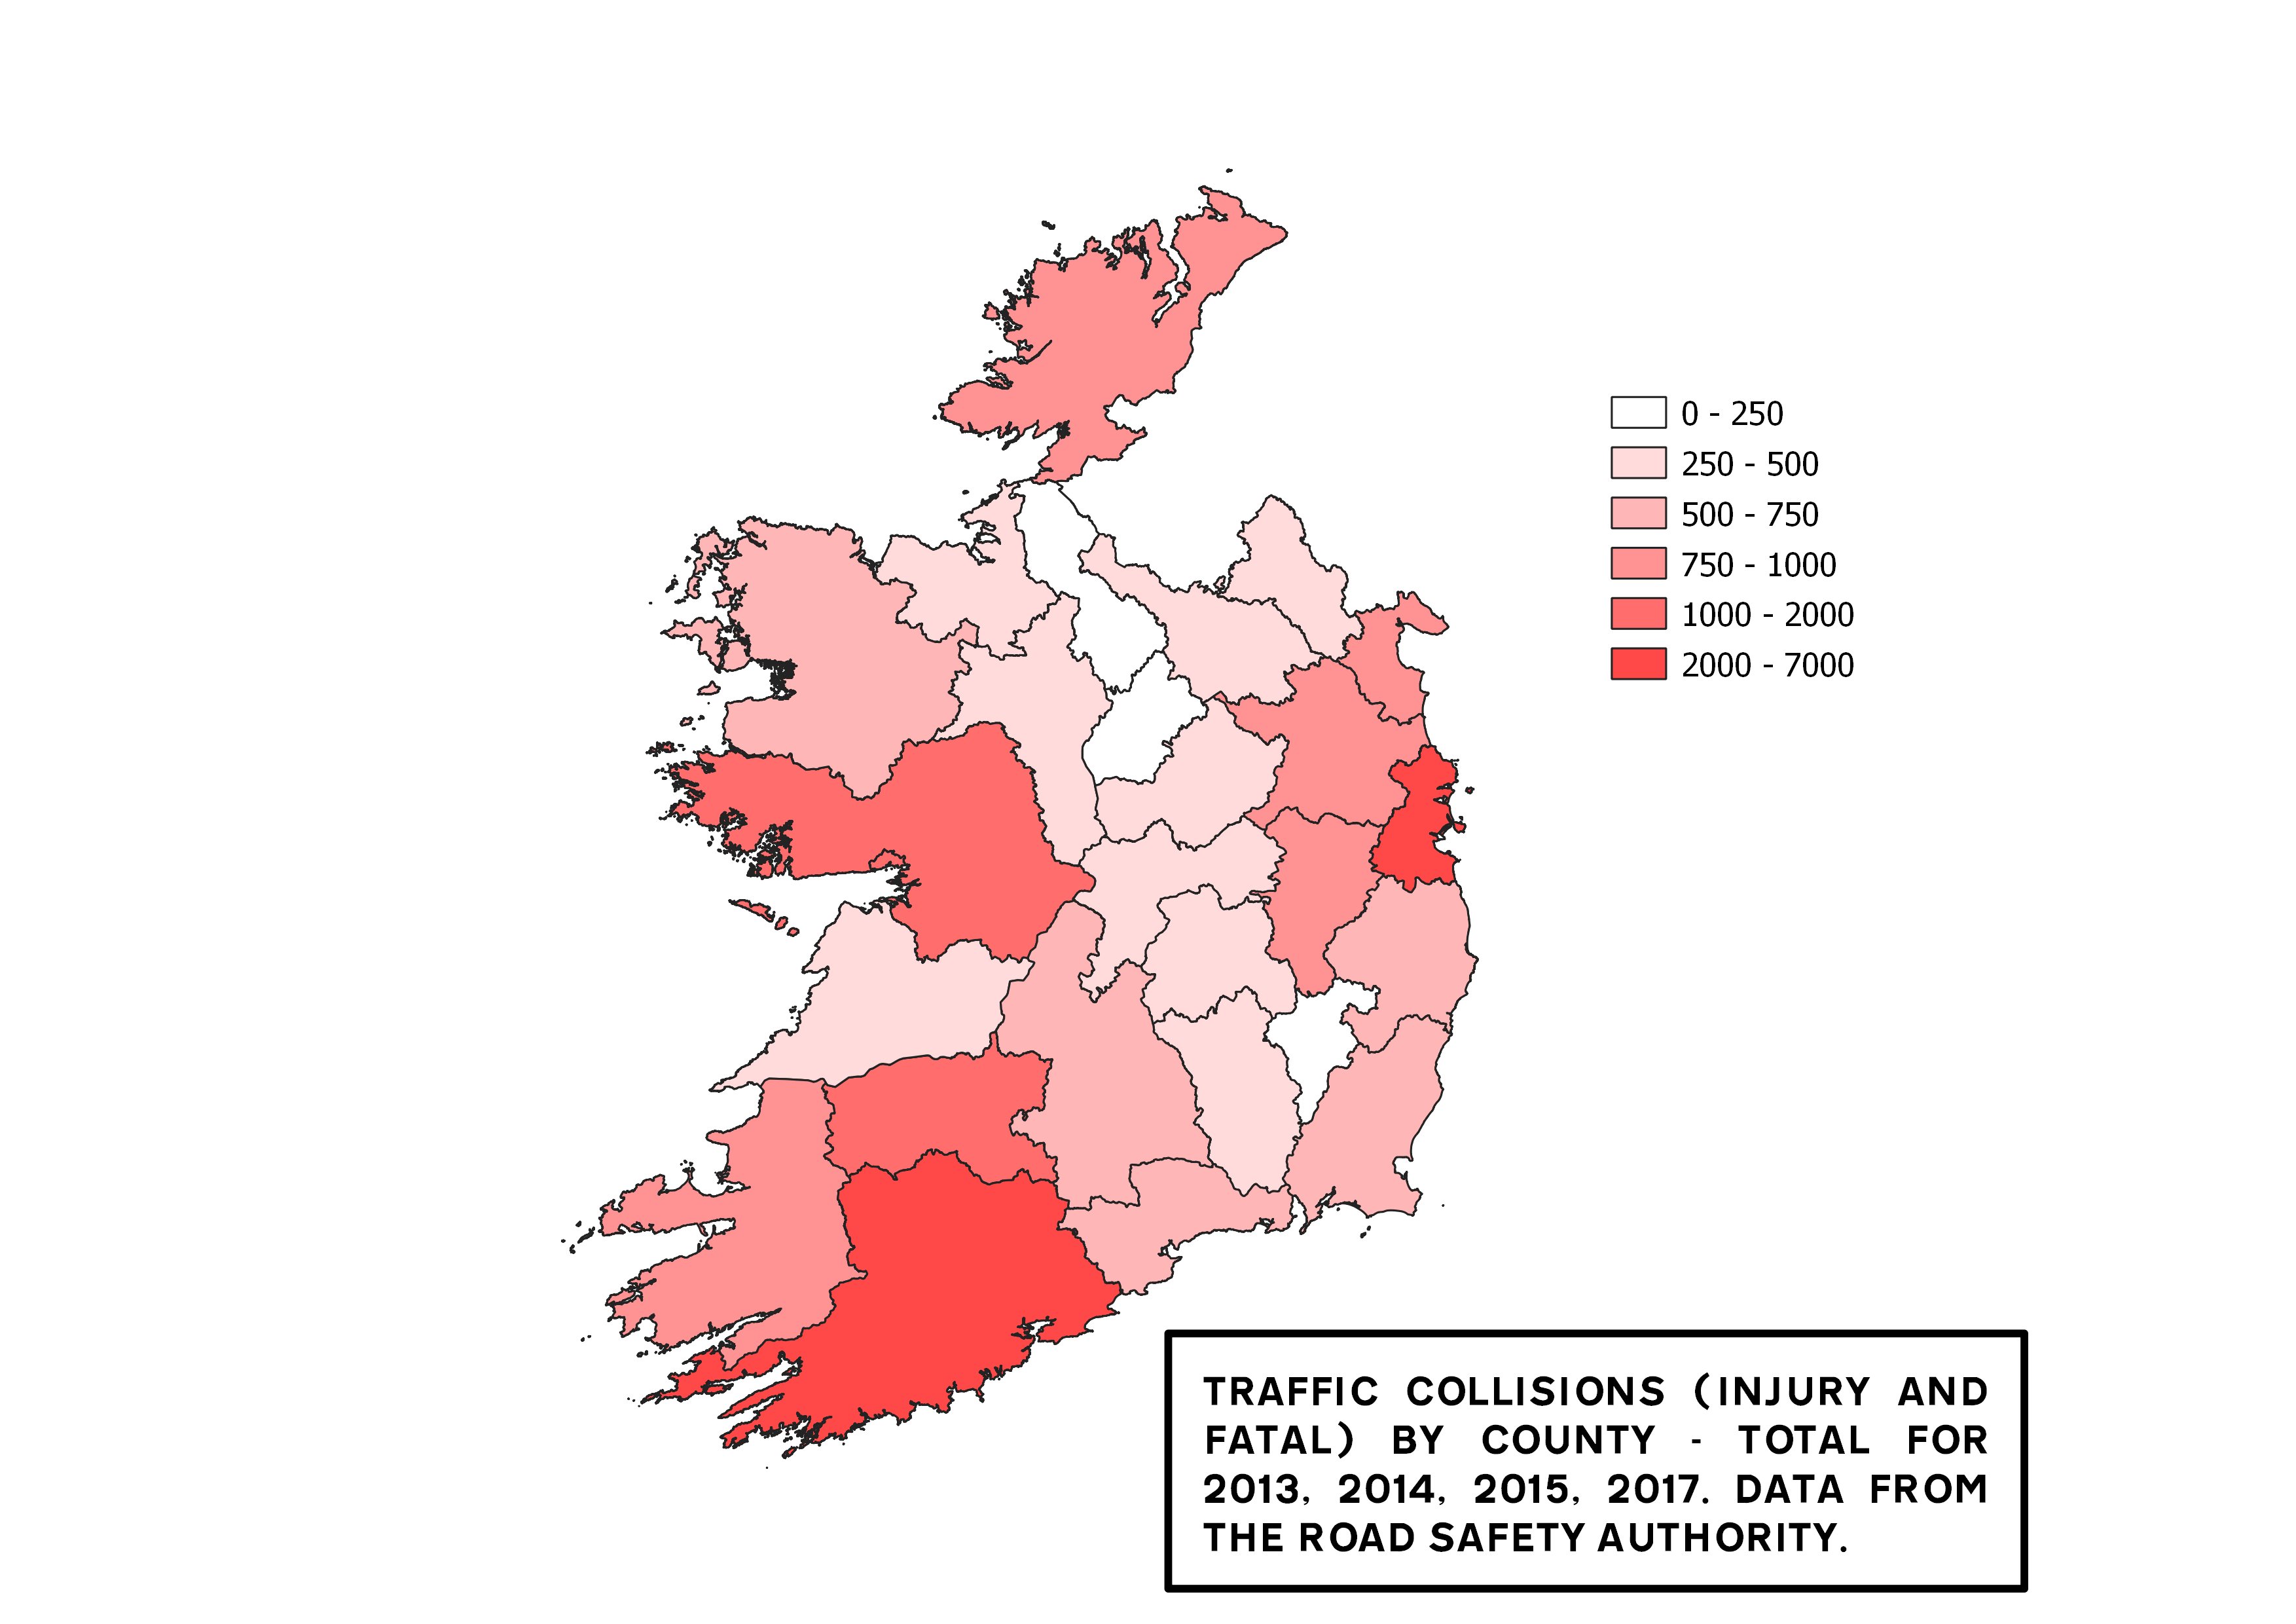 0 - 250
250 - 500
500 - 750
750 - 1000
1000 - 2000
2000 - 7000
TRAFFIC COLLISIONS (INJURY AND
FATAL) BY COUNTY - TOTAL FOR
2013, 2014, 2015, 2017. DATA FROM
THE ROAD SAFETY AUTHORITY.